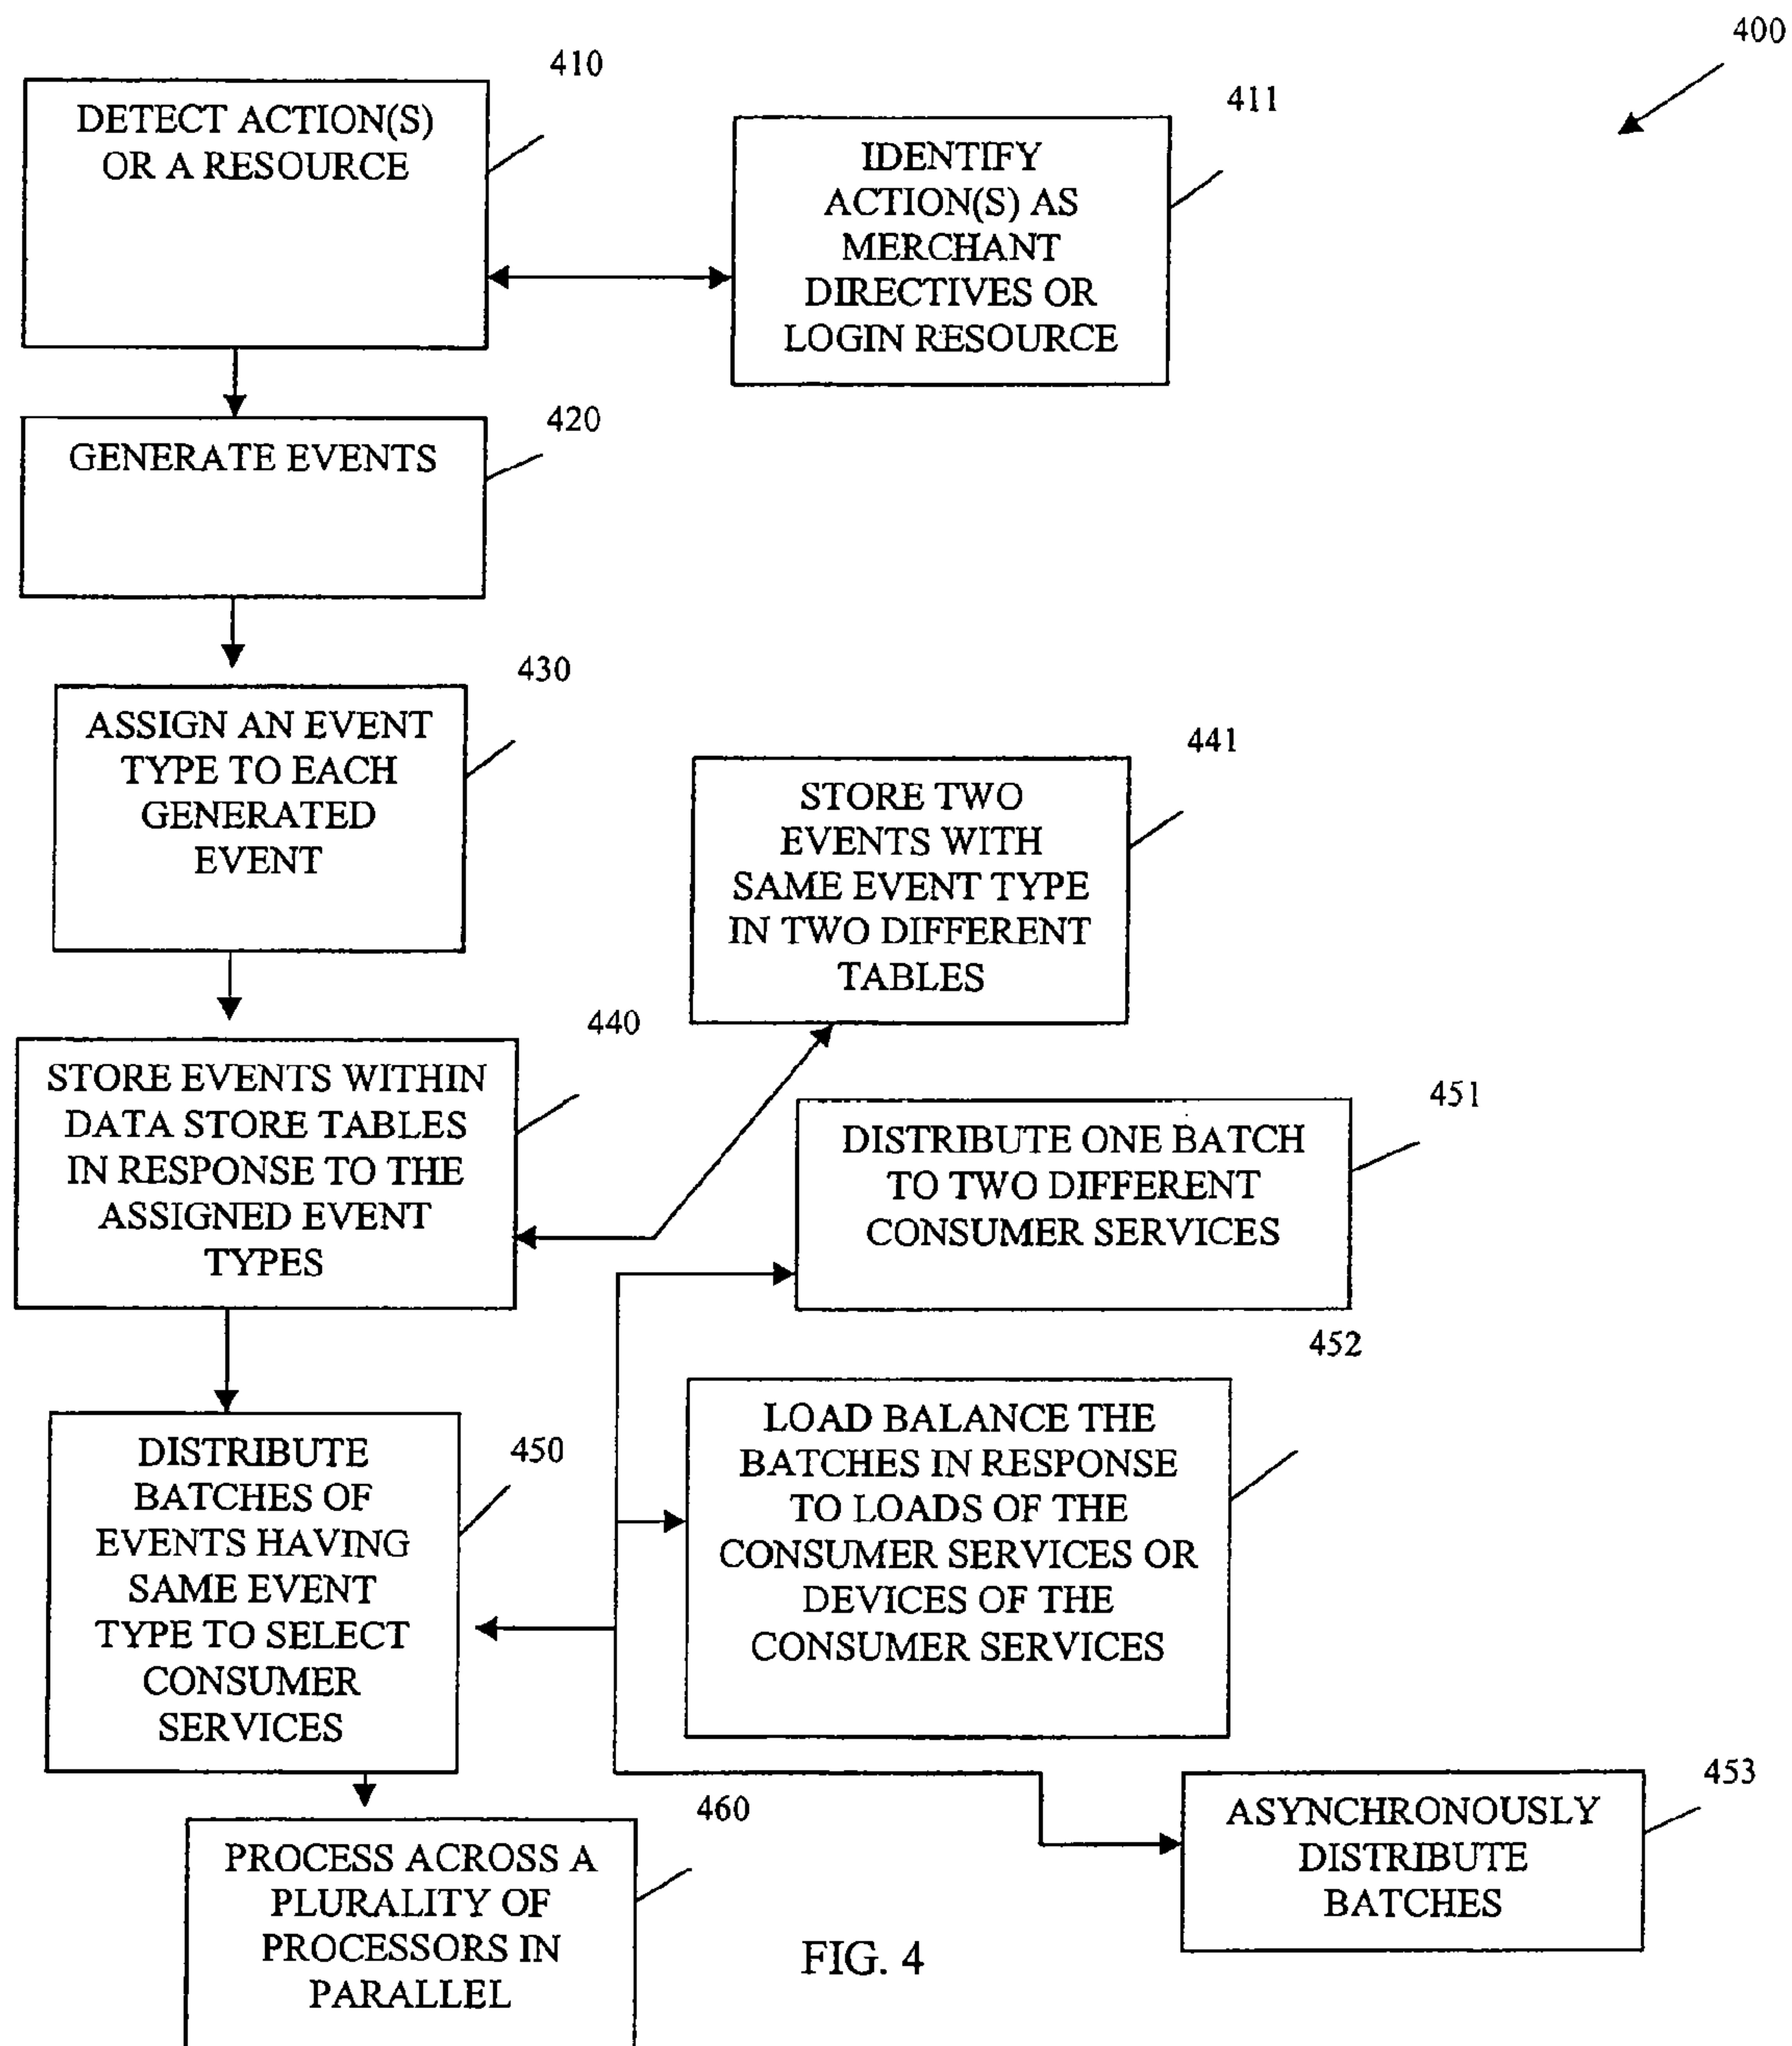 400
410
DETECT ACTION(S)
OR A RESOURCE
411
IDENTIFY
ACTION(S) AS
MERCHANT
DIRECTIVES OR
LOGIN RESOURCE
420
GENERATE EVENTS
430
ASSIGN AN EVENT
TYPE TO EACH
GENERATED
EVENT
441
STORE TWO
EVENTS WITH
SAME EVENT TYPE
IN TWO DIFFERENT
TABLES
440
STORE EVENTS WITHIN
DATA STORE TABLES
IN RESPONSE TO THE
ASSIGNED EVENT
TYPES
451
DISTRIBUTE ONE BATCH
TO TWO DIFFERENT
CONSUMER SERVICES
452
LOAD BALANCE THE
BATCHES IN RESPONSE
TO LOADS OF THE
CONSUMER SERVICES OR
DEVICES OF THE
CONSUMER SERVICES
450
DISTRIBUTE
BATCHES OF
EVENTS HAVING
SAME EVENT
TYPE TO SELECT
CONSUMER
SERVICES
453
ASYNCHRONOUSLY
DISTRIBUTE
BATCHES
460
PROCESS ACROSS A
PLURALITY OF
PROCESSORS IN
PARALLEL
FIG. 4